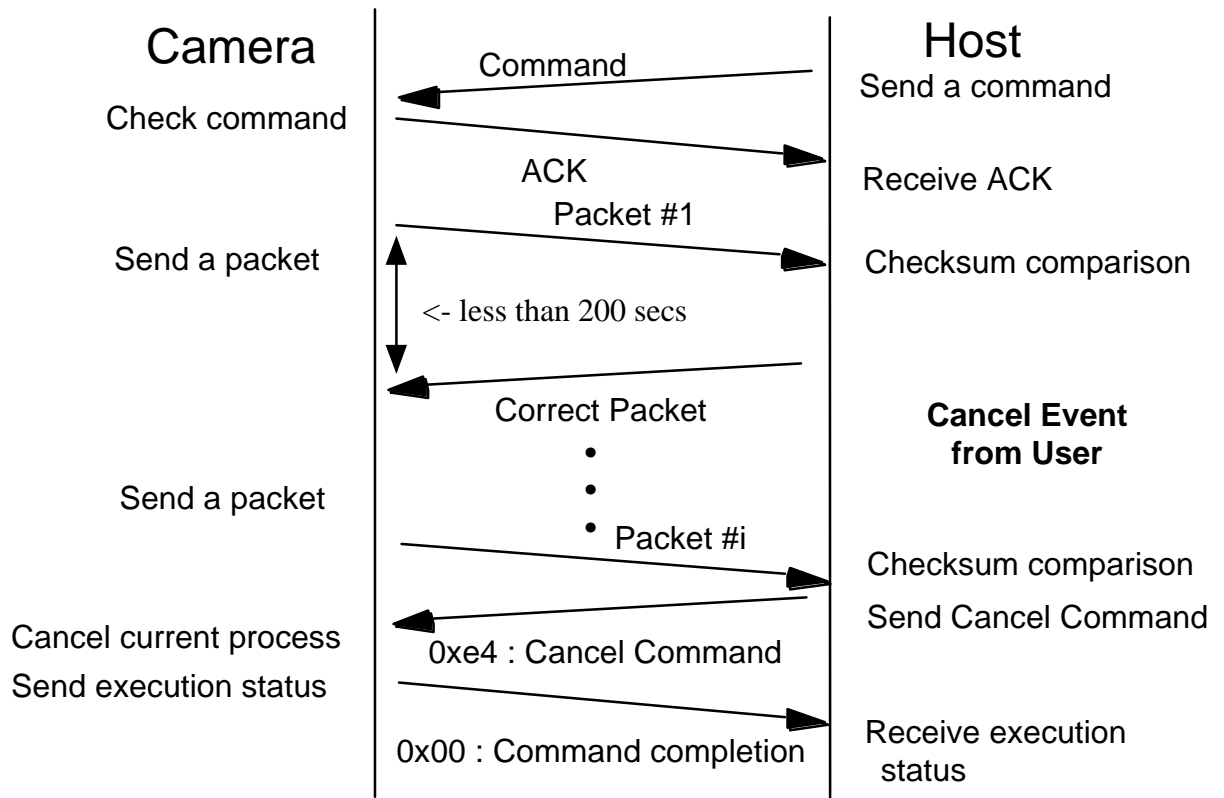 Camera
Host
Command
Send a command
Check command
ACK
Receive ACK
Packet #1
Send a packet
Checksum comparison
<- less than 200 secs
Correct Packet
Cancel Event
from User
Send a packet
Packet #i
Checksum comparison
Send Cancel Command
Cancel current process
0xe4 : Cancel Command
Send execution status
0x00 : Command completion
Receive execution
status